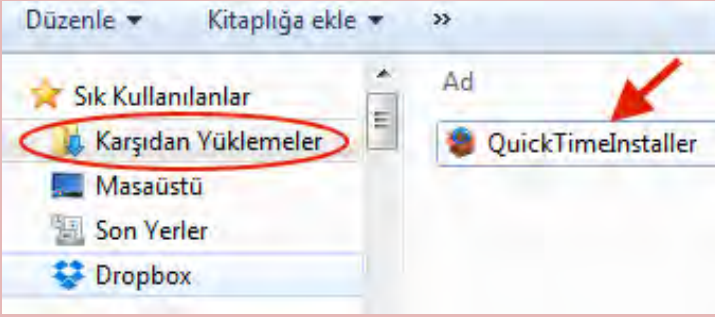 Düzenle Kitaplığa ekle »
Sık Kullanılanlar
Karşıdan Yüklemeler
Masaüstü
Son Yerler
Dropbox
Ad
QuickTimeInstaller